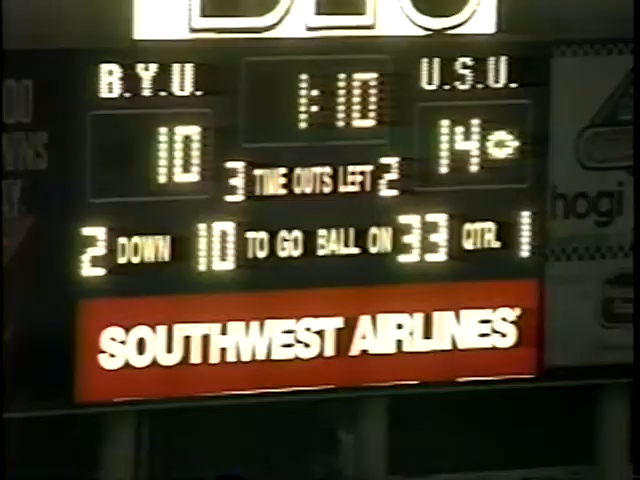 B.Y.U. 1:10 U.S.U.
10 14
3 TIME OUTS LEFT 2
2 DOWN 10 TO GO BALL ON 33 QTR. 1
SOUTHWEST AIRLINES
hogi